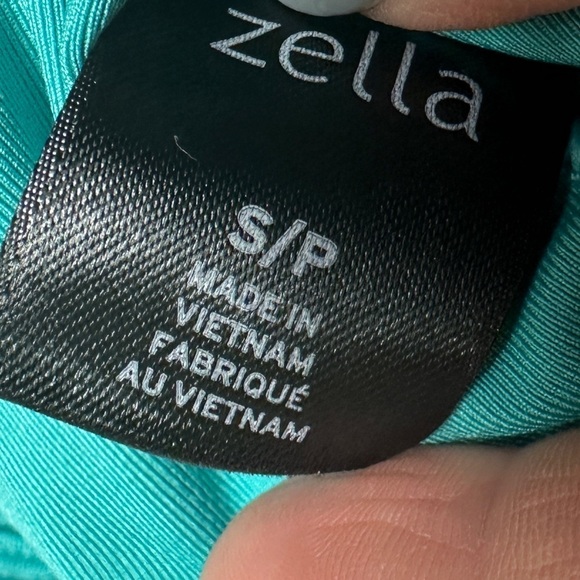 zella
S/P
MADE IN
VIETNAM
FABRIQUÉ
AU VIETNAM